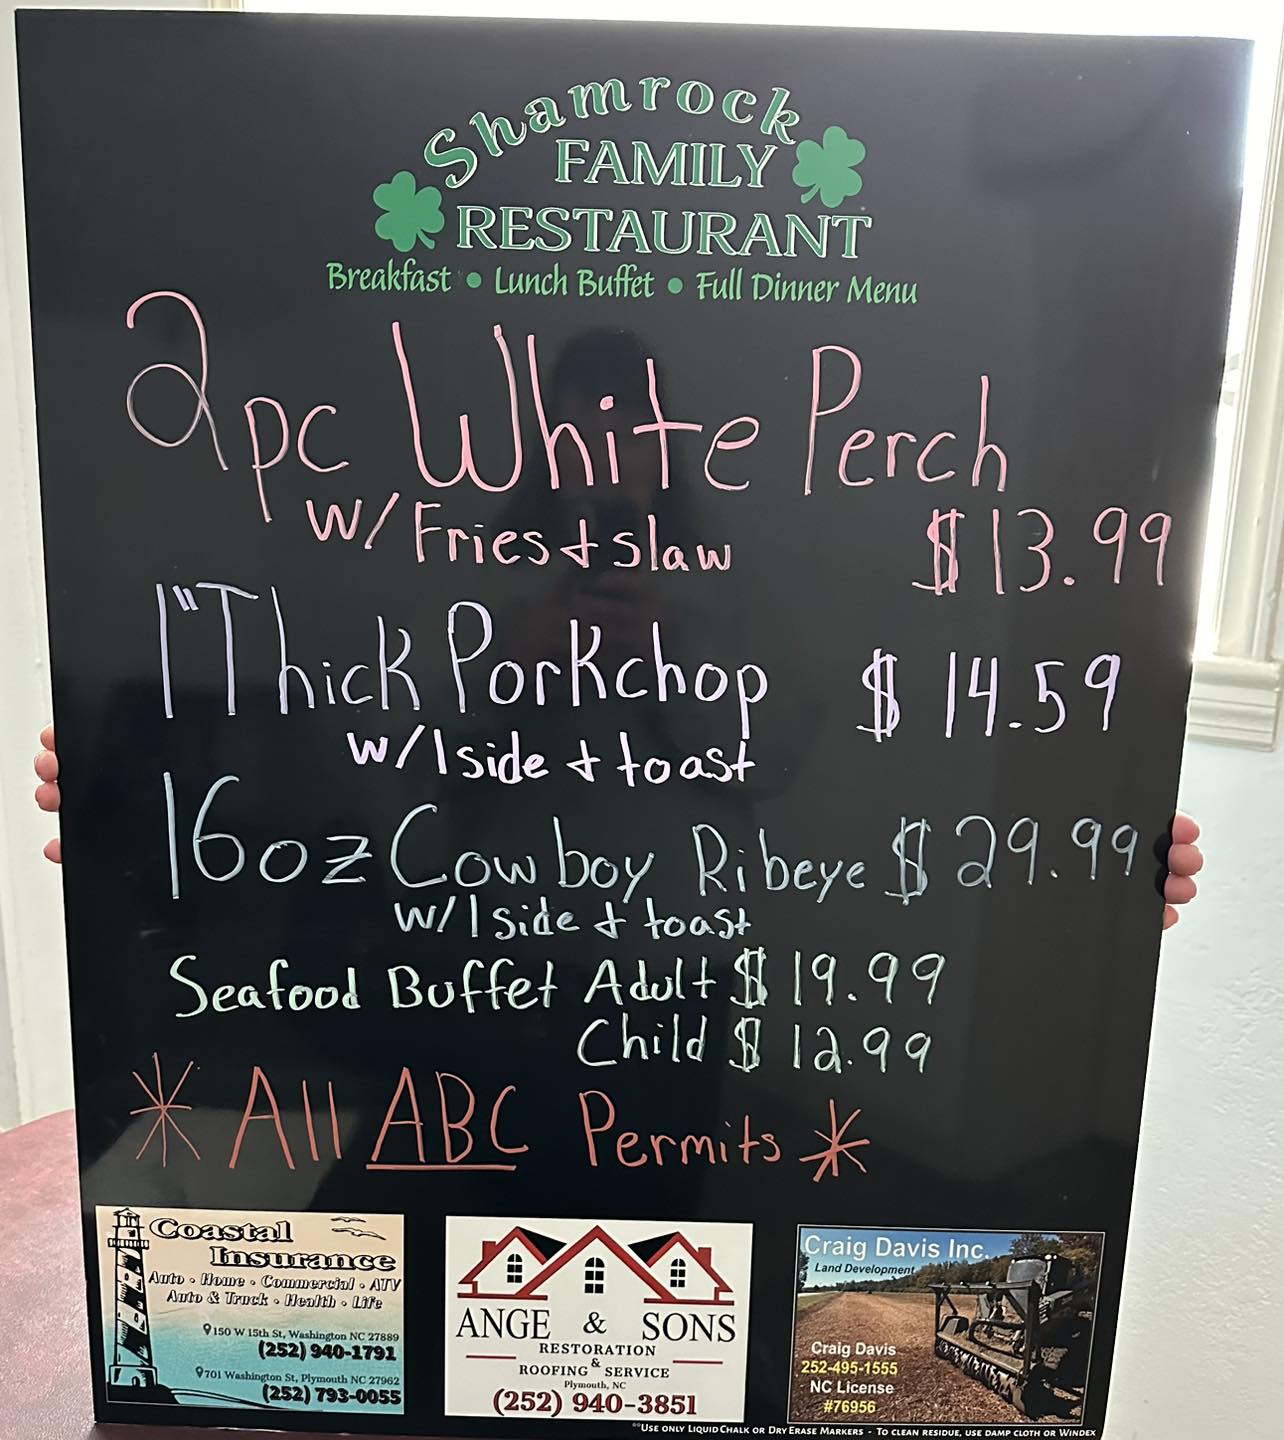 Shamrock
FAMILY
RESTAURANT
Breakfast • Lunch Buffet • Full Dinner Menu
2pc White Perch
w/ Fries + slaw $13.99
1" Thick Porkchop $14.59
w/1 side + toast
16oz Cowboy Ribeye $29.99
w/1 side + toast
Seafood Buffet Adult $19.99
Child $12.99
* All ABC Permits *
Coastal
Insurance
Auto • Home • Commercial • ATV
Auto & Truck • Health • Life
150 W 15th St, Washington NC 27889
(252) 940-1791
701 Washington St, Plymouth NC 27962
(252) 793-0055
ANGE & SONS
RESTORATION
&
ROOFING SERVICE
Plymouth, NC
(252) 940-3851
Craig Davis Inc.
Land Development
Craig Davis
252-495-1555
NC License
#76956
**USE ONLY LIQUID CHALK OR DRY ERASE MARKERS - TO CLEAN RESIDUE, USE DAMP CLOTH OR WINDEX